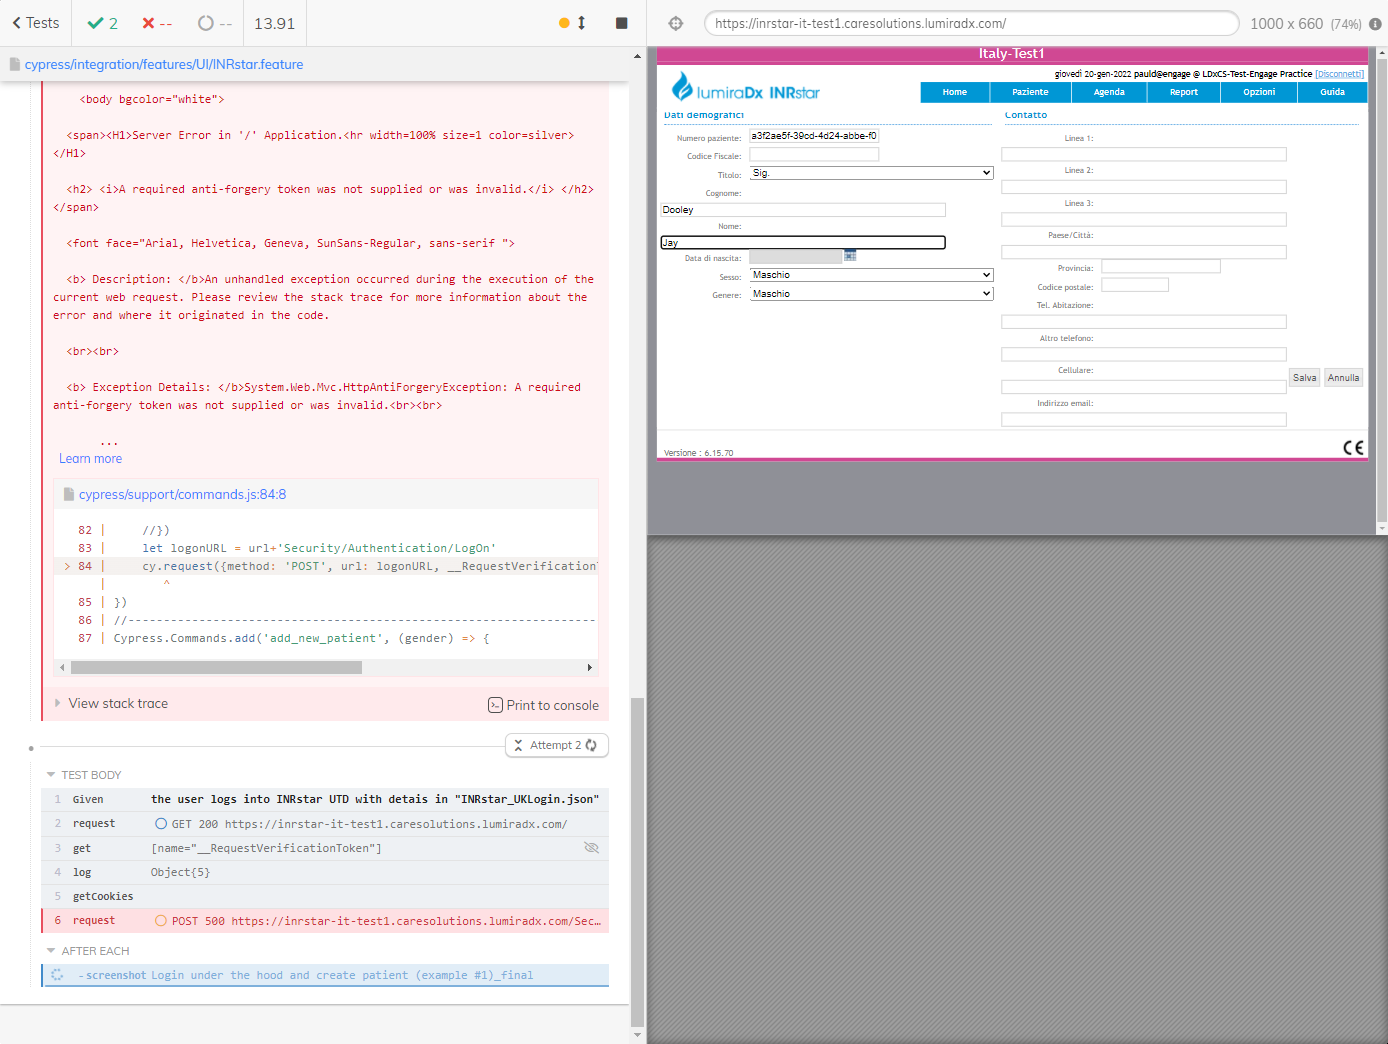 Tests
2
--
--
13.91
https://inrstar-it-test1.caresolutions.lumiradx.com/
1000 x 660 (74%)
cypress/integration/features/UI/INRstar.feature
<body bgcolor="white">
<span><H1>Server Error in '/' Application.<hr width=100% size=1 color=silver>
</H1>
<h2> <i>A required anti-forgery token was not supplied or was invalid.</i> </h2>
</span>
<font face="Arial, Helvetica, Geneva, SunSans-Regular, sans-serif ">
<b> Description: </b>An unhandled exception occurred during the execution of the
current web request. Please review the stack trace for more information about the
error and where it originated in the code.
<br><br>
<b> Exception Details: </b>System.Web.Mvc.HttpAntiForgeryException: A required
anti-forgery token was not supplied or was invalid.<br><br>
...
Learn more
cypress/support/commands.js:84:8
82 |     //})
83 |     let logonURL = url+'Security/Authentication/LogOn'
> 84 |     cy.request({method: 'POST', url: logonURL, __RequestVerification
|        ^
85 | })
86 | //------------------------------------------------------------------
87 | Cypress.Commands.add('add_new_patient', (gender) => {
View stack trace
Print to console
Attempt 2
TEST BODY
1 Given the user logs into INRstar UTD with detais in "INRstar_UKLogin.json"
2 request GET 200 https://inrstar-it-test1.caresolutions.lumiradx.com/
3 get [name="__RequestVerificationToken"]
4 log Object{5}
5 getCookies
6 request POST 500 https://inrstar-it-test1.caresolutions.lumiradx.com/Sec...
AFTER EACH
-screenshot Login under the hood and create patient (example #1)_final
Italy-Test1
giovedì 20-gen-2022 pauld@engage @ LDxCS-Test-Engage Practice [Disconnetti]
lumiraDx INRstar
Home
Paziente
Agenda
Report
Opzioni
Guida
Dati demografici
Numero paziente: a3f2ae5f-39cd-4d24-abbe-f0
Codice Fiscale:
Titolo: Sig.
Cognome:
Dooley
Nome:
Jay
Data di nascita:
Sesso: Maschio
Genere: Maschio
Contatto
Linea 1:
Linea 2:
Linea 3:
Paese/Cittá:
Provincia:
Codice postale:
Tel. Abitazione:
Altro telefono:
Cellulare:
Indirizzo email:
Salva
Annulla
Versione : 6.15.70
CE